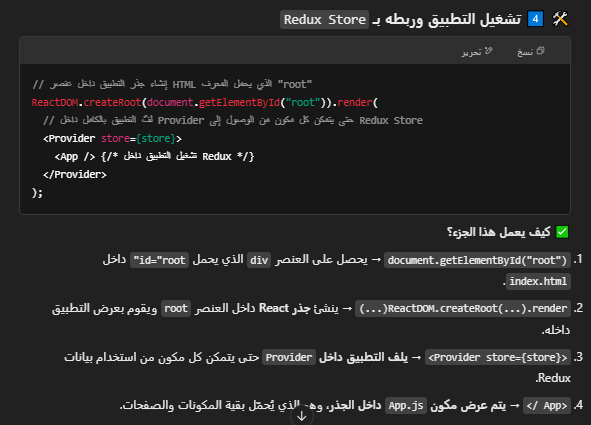 🛠️ 4️⃣ تشغيل التطبيق وربطه بـ Redux Store
نسخ تحرير
// إنشاء جذر التطبيق داخل عنصر HTML الذي يحمل المعرف "root"
ReactDOM.createRoot(document.getElementById("root")).render(
// لفّ التطبيق بالكامل داخل Provider حتى يتمكن كل مكون من الوصول إلى Redux Store
<Provider store={store}>
<App /> {/* تشغيل التطبيق داخل Redux */}
</Provider>
);
✅ كيف يعمل هذا الجزء؟
1. document.getElementById("root") → يحصل على العنصر div الذي يحمل id="root" داخل
index.html.
2. ReactDOM.createRoot(...).render(...) → ينشئ جذر React داخل العنصر root ويقوم بعرض التطبيق
داخله.
3. <Provider store={store}> → يلف التطبيق داخل Provider حتى يتمكن كل مكون من استخدام بيانات
Redux.
4. <App /> → يتم عرض مكون App.js داخل الجذر، وهو الذي يُحمّل بقية المكونات والصفحات.